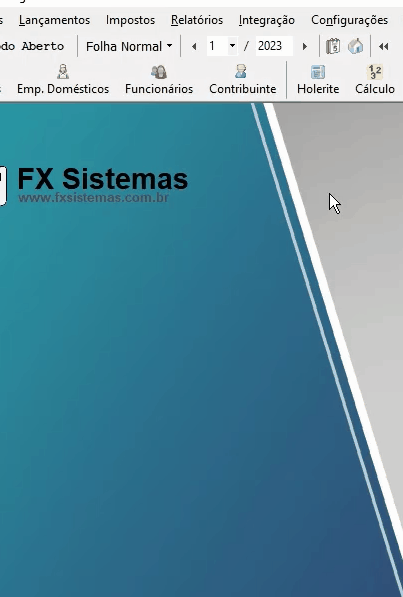 s Lançamentos Impostos Relatórios Integração Configurações
do Aberto Folha Normal 1 / 2023
s Emp. Domésticos Funcionários Contribuinte Holerite Cálculo
FX Sistemas
www.fxsistemas.com.br